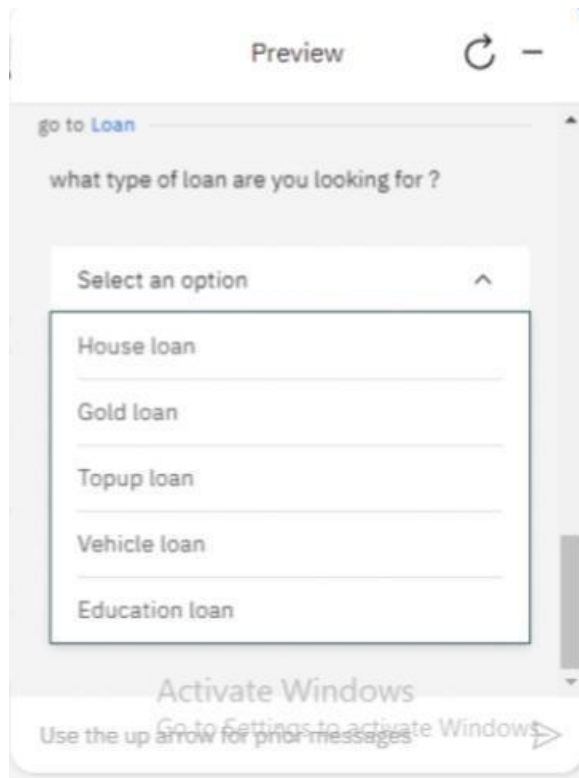 Preview
go to Loan
what type of loan are you looking for ?
Select an option
House loan
Gold loan
Topup loan
Vehicle loan
Education loan
Activate Windows
Go to Settings to activate Windows.
Use the up arrow for prior messages